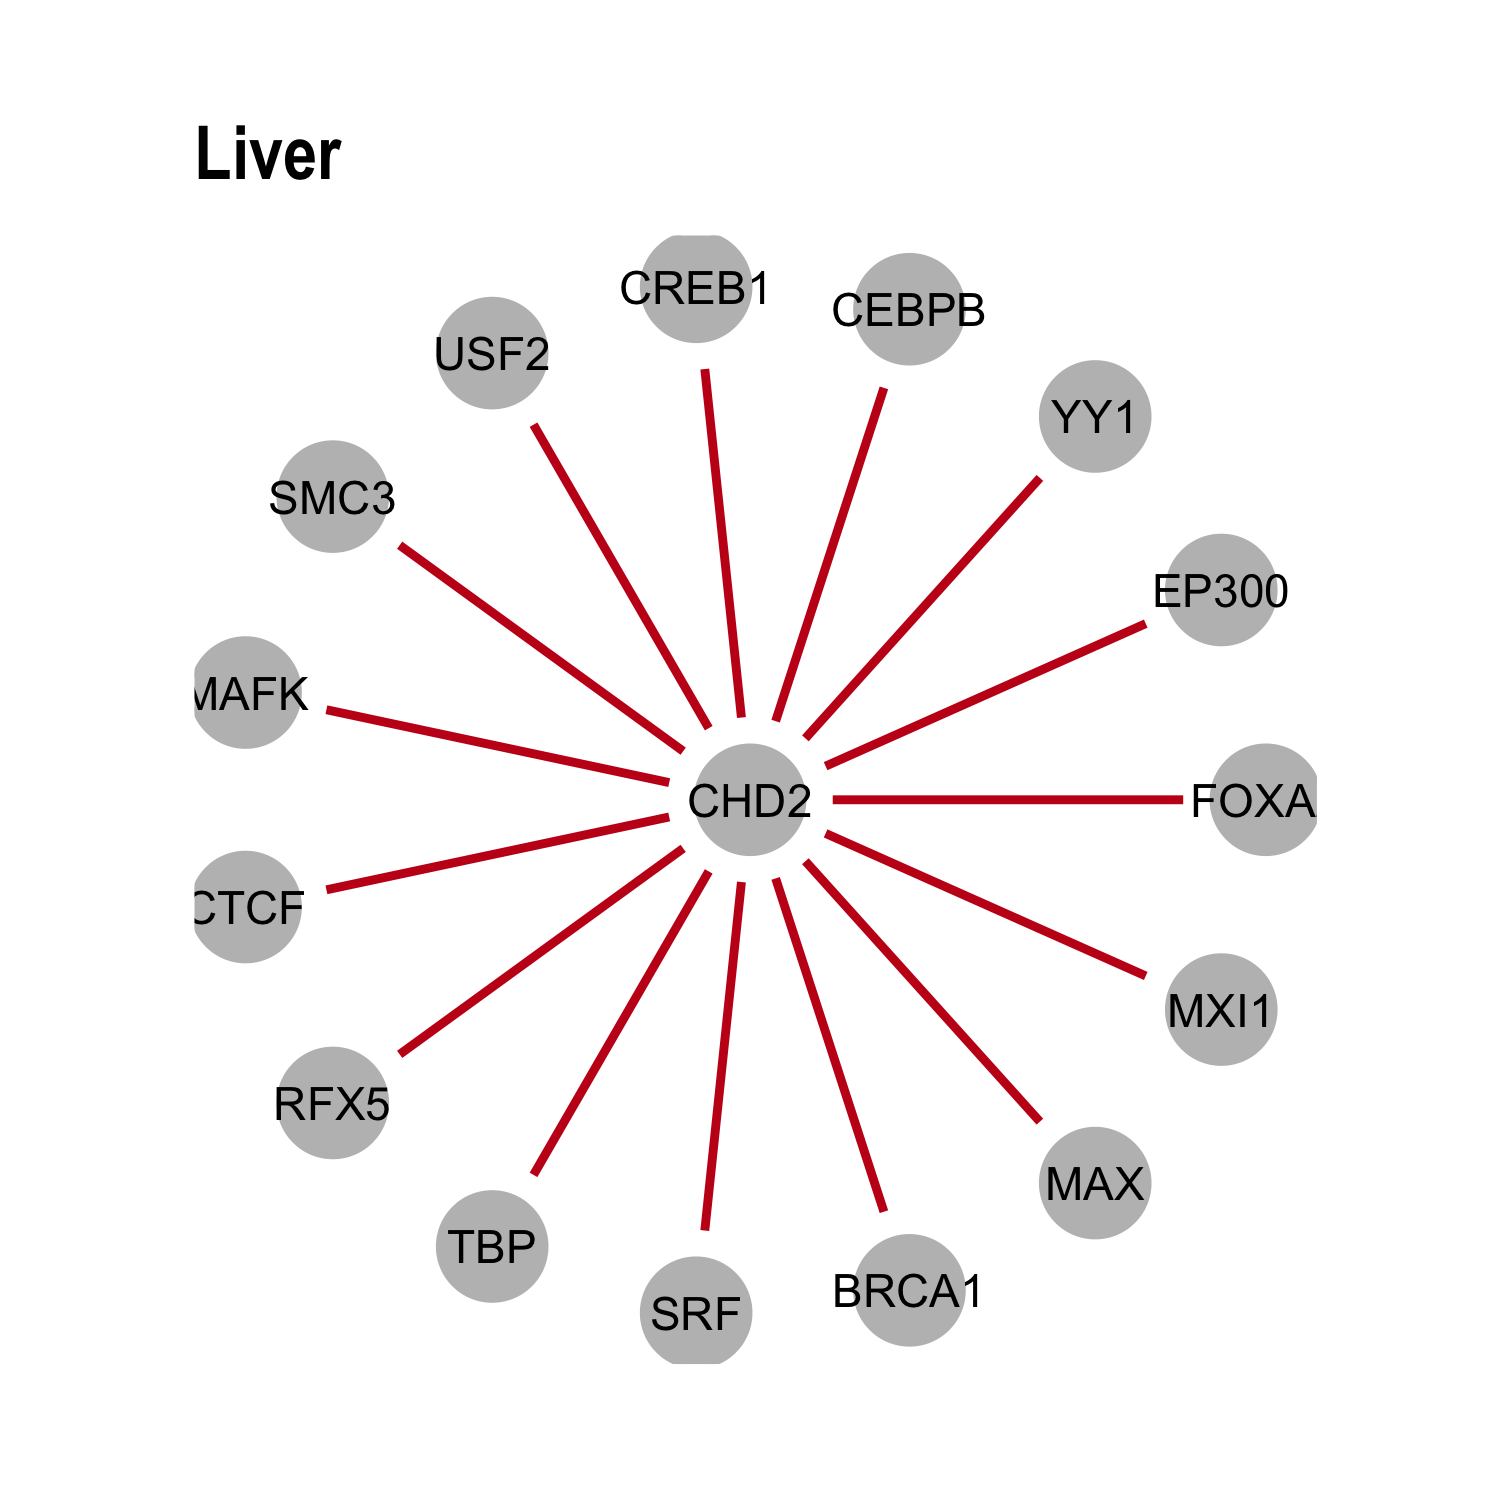 Liver
CREB1
CEBPB
USF2
YY1
SMC3
EP300
MAFK
CHD2
FOXA
CTCF
MXI1
RFX5
MAX
TBP
BRCA1
SRF